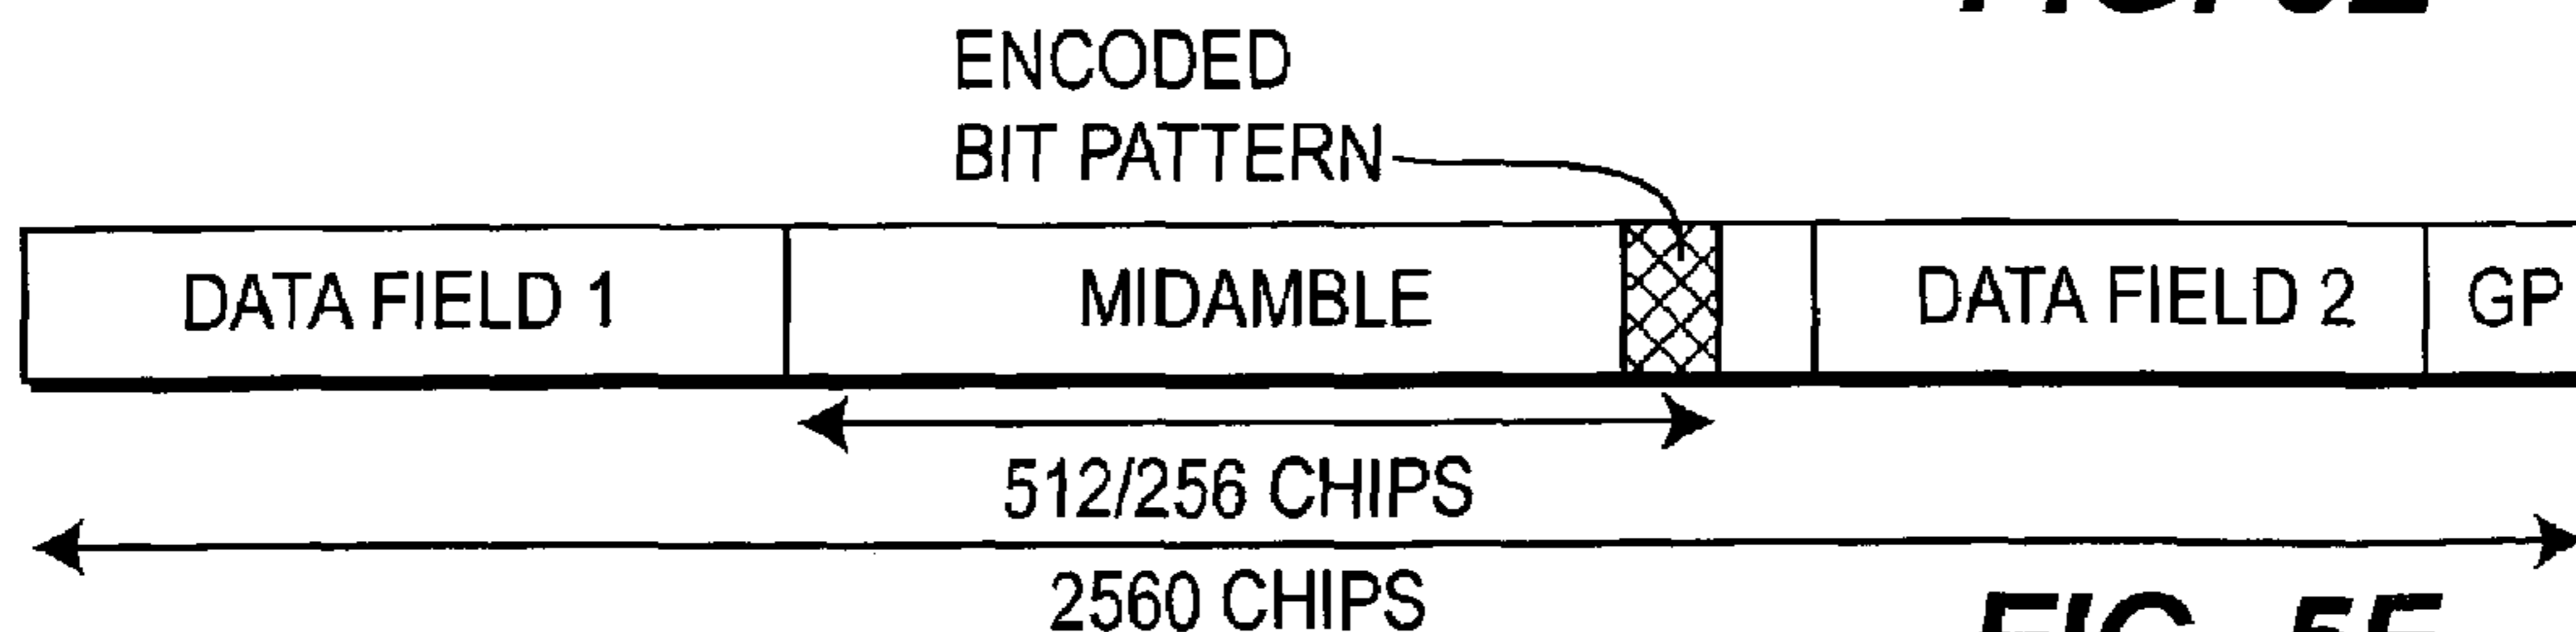 ENCODED
BIT PATTERN
DATA FIELD 1 MIDAMBLE DATA FIELD 2 GP
512/256 CHIPS
2560 CHIPS